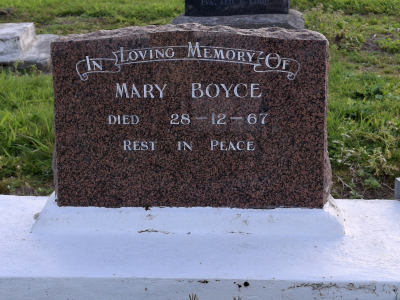 In Loving Memory Of
Mary Boyce
Died 28-12-67
Rest in Peace